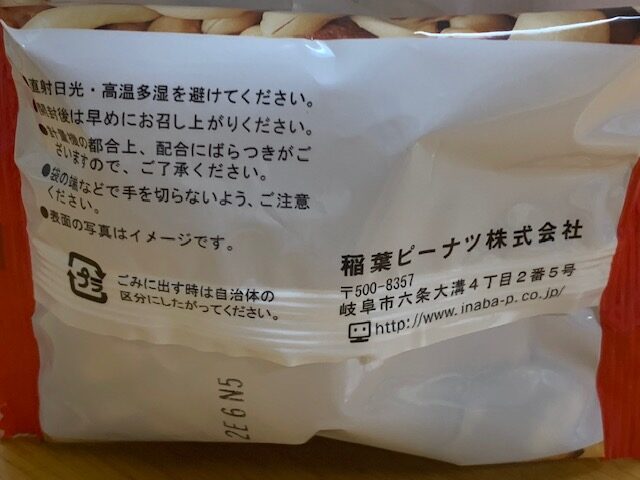 直射日光・高温多湿を避けてください。
●開封後は早めにお召し上がりください。
●計量機の都合上、配合にばらつきがご
ざいますので、ご了承ください。
●袋の端などで手を切らないよう、ご注意
ください。
●表面の写真はイメージです。
プラ
ごみに出す時は自治体の
区分にしたがってください。
稲葉ピーナツ株式会社
〒500-8357
岐阜市六条大溝4丁目2番5号
http://www.inaba-p.co.jp/
2E6N5